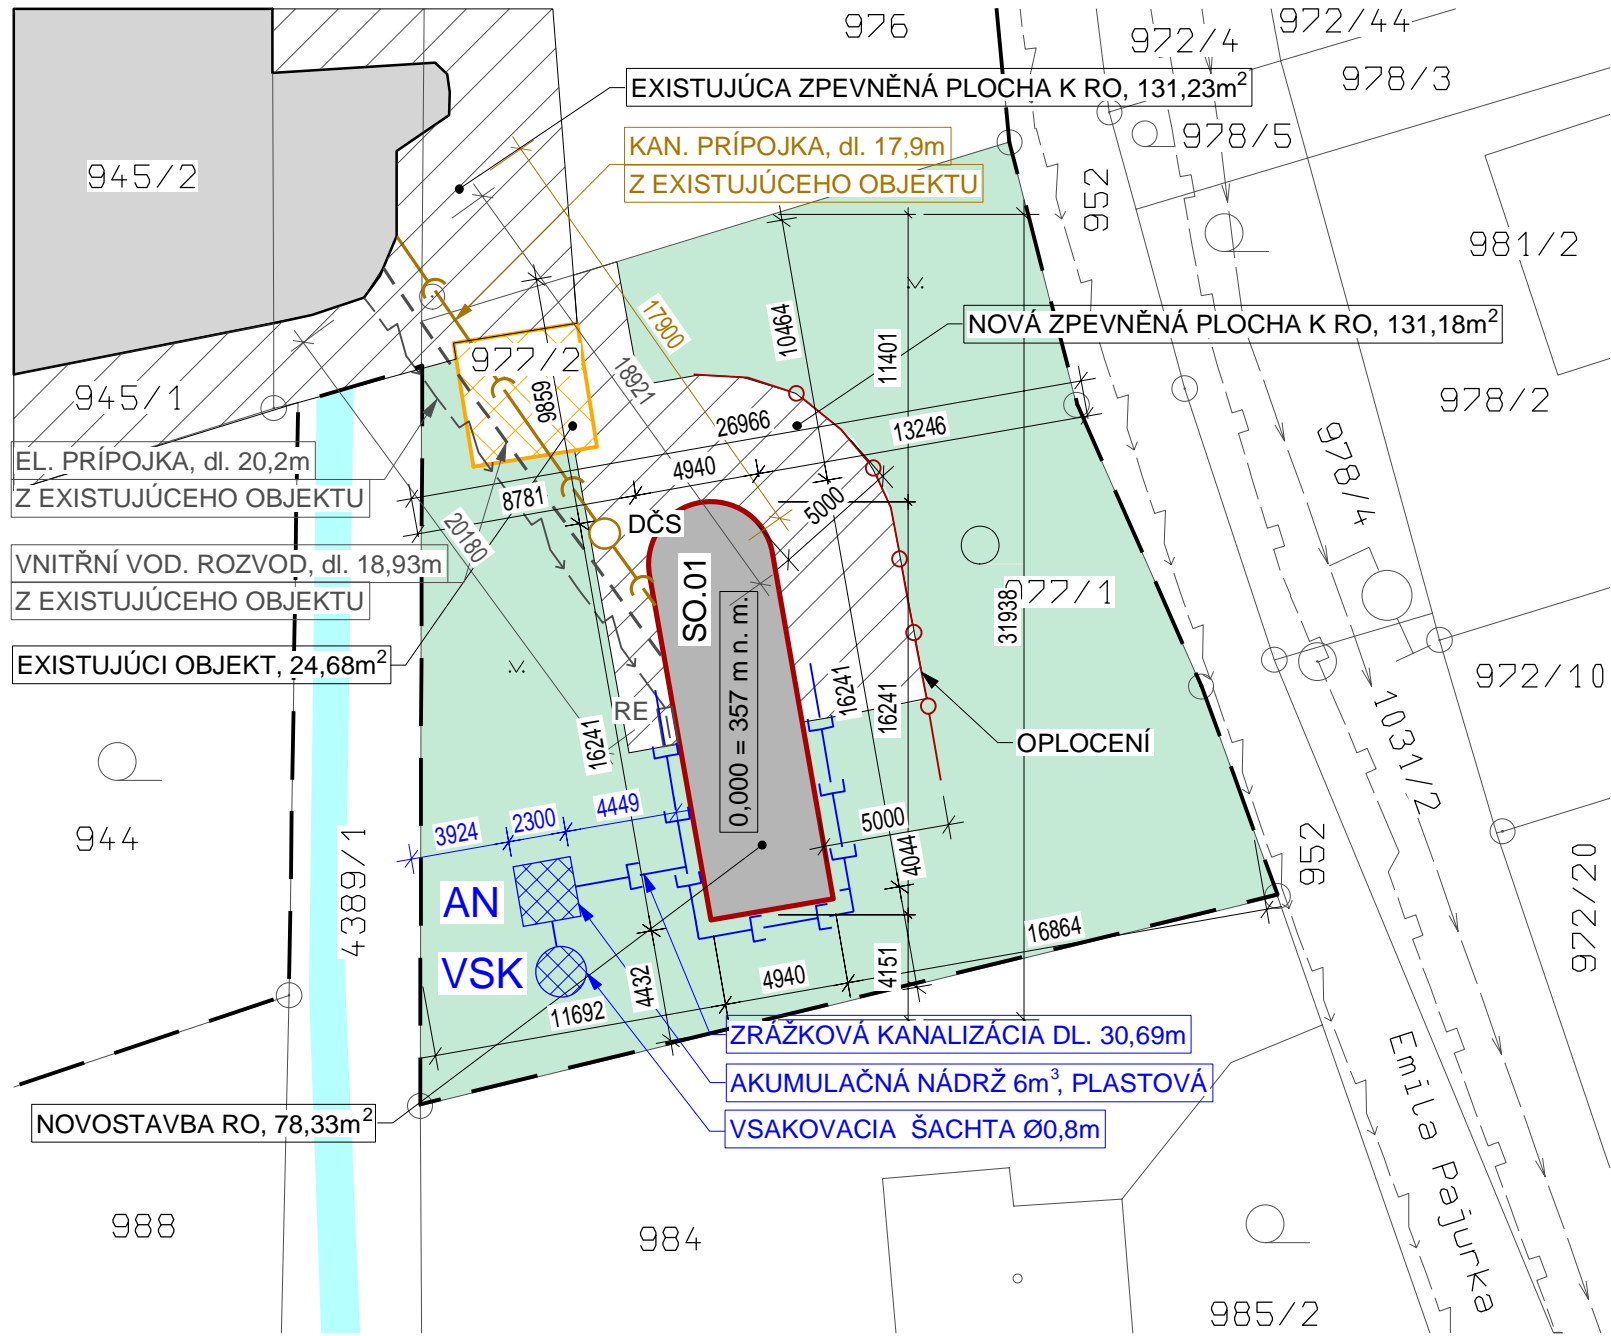 976
972/4
972/44
978/3
978/5
EXISTUJÚCA ZPEVNĚNÁ PLOCHA K RO, 131,23m²
KAN. PRÍPOJKA, dl. 17,9m
Z EXISTUJÚCEHO OBJEKTU
945/2
952
981/2
17900
10464
11401
NOVÁ ZPEVNĚNÁ PLOCHA K RO, 131,18m²
977/2
18921
945/1
9859
978/2
26966
13246
978/4
EL. PRÍPOJKA, dl. 20,2m
Z EXISTUJÚCEHO OBJEKTU
4940
8781
5000
20180
DČS
VNITŘNÍ VOD. ROZVOD, dl. 18,93m
Z EXISTUJÚCEHO OBJEKTU
SO.01
977/1
31938
EXISTUJÚCI OBJEKT, 24,68m²
0,000 = 357 m n. m.
972/10
RE
16241
16241
16241
OPLOCENÍ
1031/2
944
3924
2300
4449
5000
4044
952
4389/1
972/20
AN
VSK
16864
4940
4151
4432
11692
ZRÁŽKOVÁ KANALIZÁCIA DL. 30,69m
AKUMULAČNÁ NÁDRŽ 6m³, PLASTOVÁ
VSAKOVACIA ŠACHTA Ø0,8m
NOVOSTAVBA RO, 78,33m²
Emila Pajurka
988
984
985/2